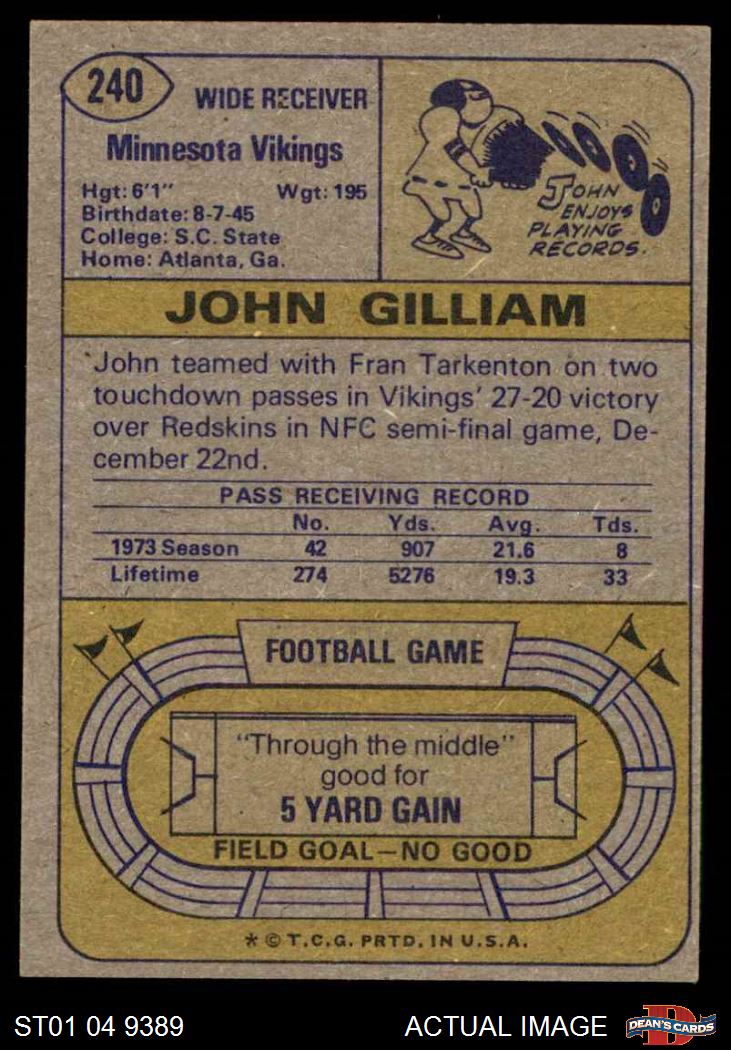 240
WIDE RECEIVER
Minnesota Vikings
Hgt: 6'1" Wgt: 195
Birthdate: 8-7-45
College: S.C. State
Home: Atlanta, Ga.
JOHN
ENJOYS
PLAYING
RECORDS.
JOHN GILLIAM
John teamed with Fran Tarkenton on two
touchdown passes in Vikings' 27-20 victory
over Redskins in NFC semi-final game, De-
cember 22nd.
PASS RECEIVING RECORD
No. Yds. Avg. Tds.
1973 Season 42 907 21.6 8
Lifetime 274 5276 19.3 33
FOOTBALL GAME
"Through the middle"
good for
5 YARD GAIN
FIELD GOAL—NO GOOD
* © T.C.G. PRTD. IN U.S.A.
ST01 04 9389 ACTUAL IMAGE
D
DEAN'S CARDS